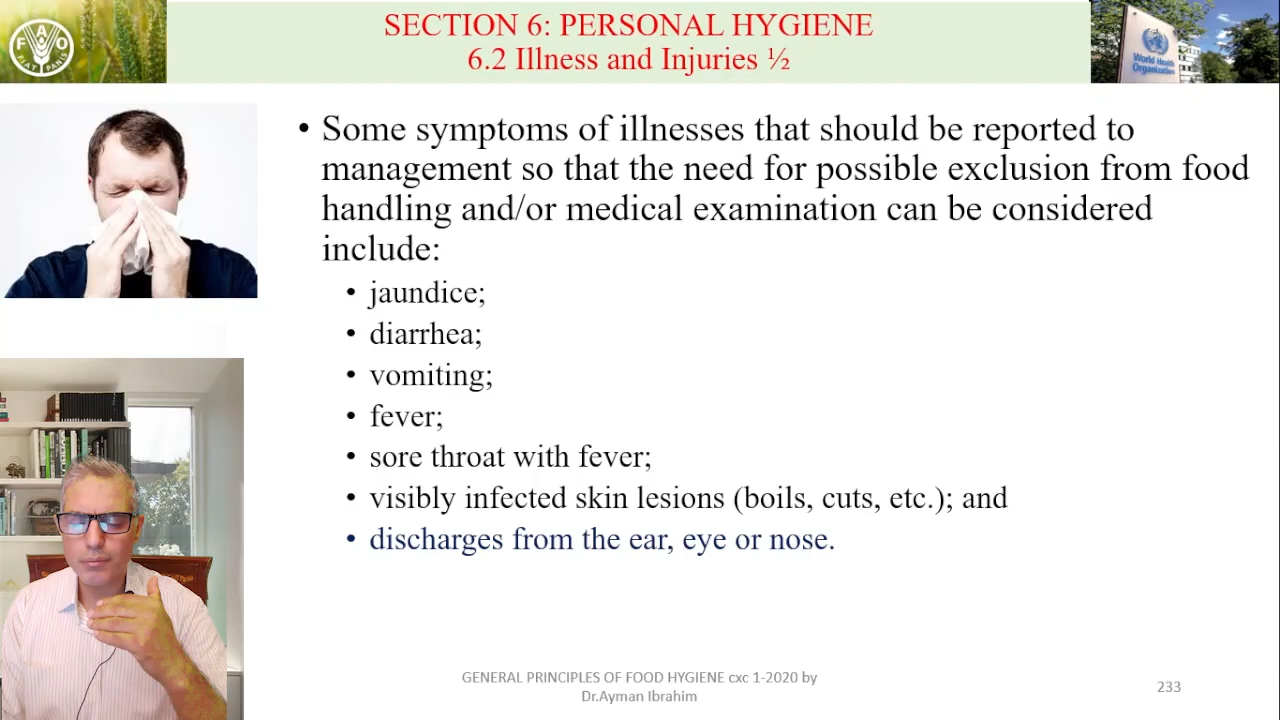 SECTION 6: PERSONAL HYGIENE
6.2 Illness and Injuries ½
FAO
FIAT PANIS
World Health
Organization
• Some symptoms of illnesses that should be reported to
management so that the need for possible exclusion from food
handling and/or medical examination can be considered
include:
• jaundice;
• diarrhea;
• vomiting;
• fever;
• sore throat with fever;
• visibly infected skin lesions (boils, cuts, etc.); and
• discharges from the ear, eye or nose.
GENERAL PRINCIPLES OF FOOD HYGIENE cxc 1-2020 by
Dr.Ayman Ibrahim
233